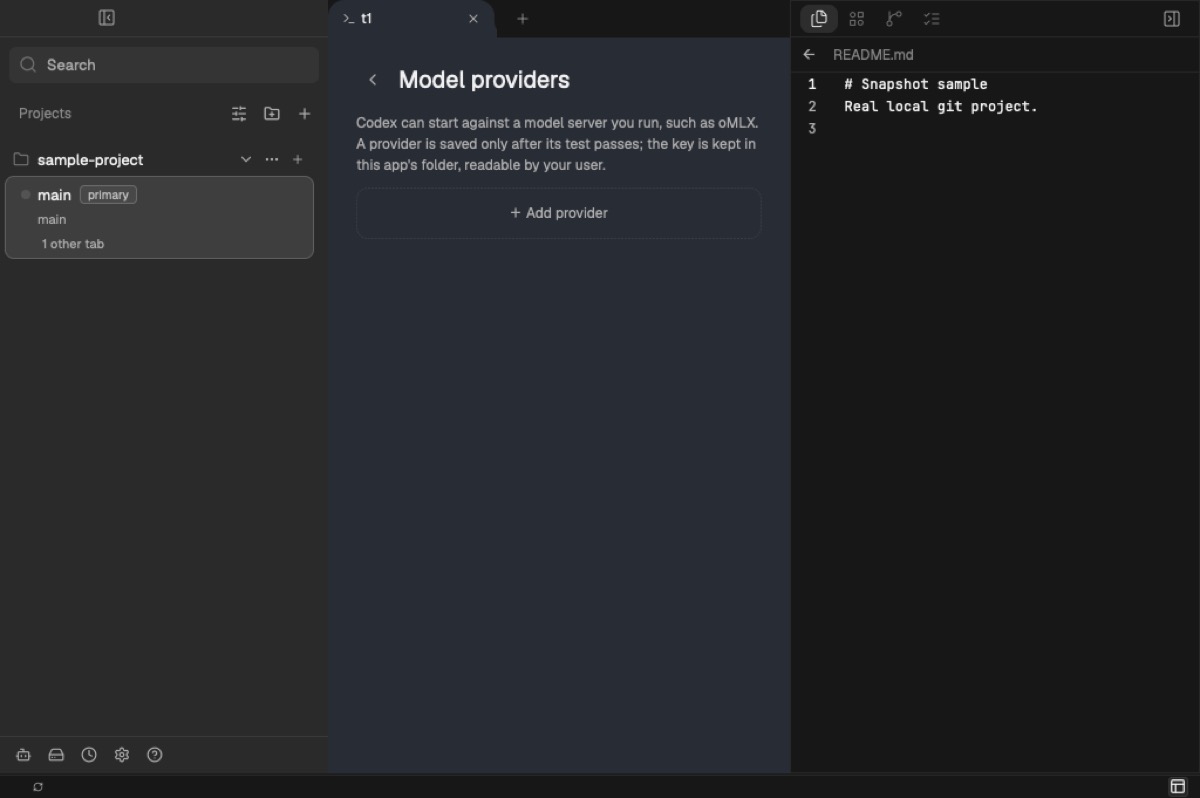 t1
Search
Projects
sample-project
main primary
main
1 other tab
Model providers
Codex can start against a model server you run, such as oMLX.
A provider is saved only after its test passes; the key is kept in
this app's folder, readable by your user.
+ Add provider
README.md
1 # Snapshot sample
2 Real local git project.
3